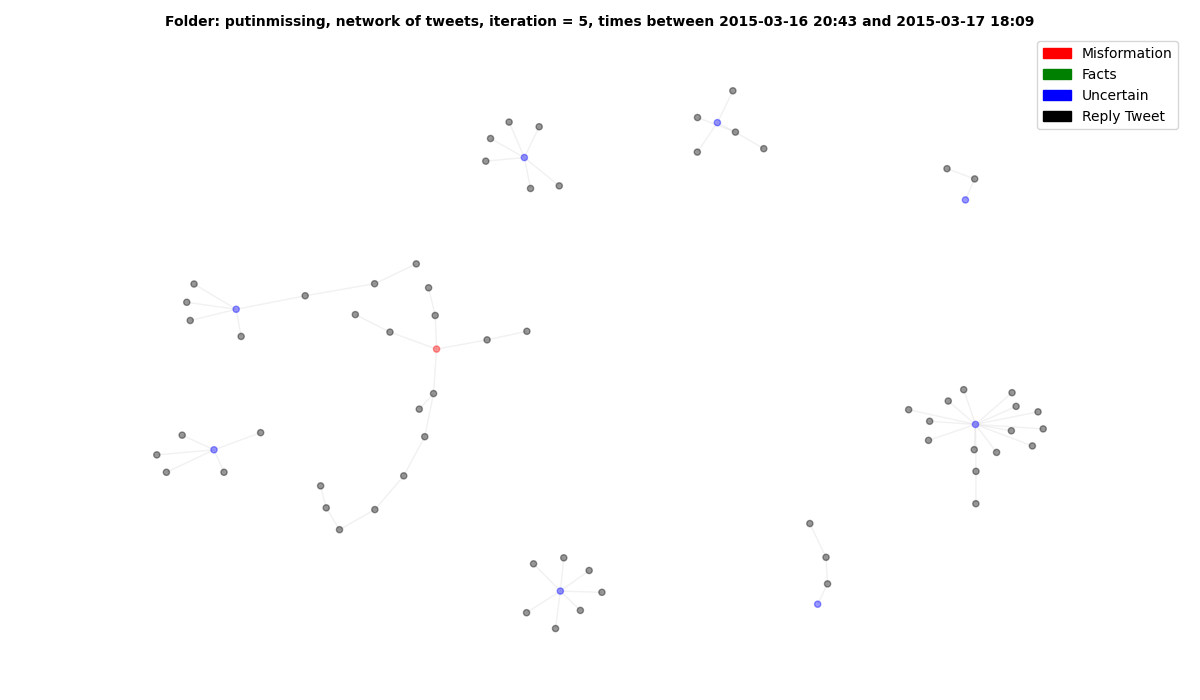 Folder: putinmissing, network of tweets, iteration = 5, times between 2015-03-16 20:43 and 2015-03-17 18:09
Misformation
Facts
Uncertain
Reply Tweet